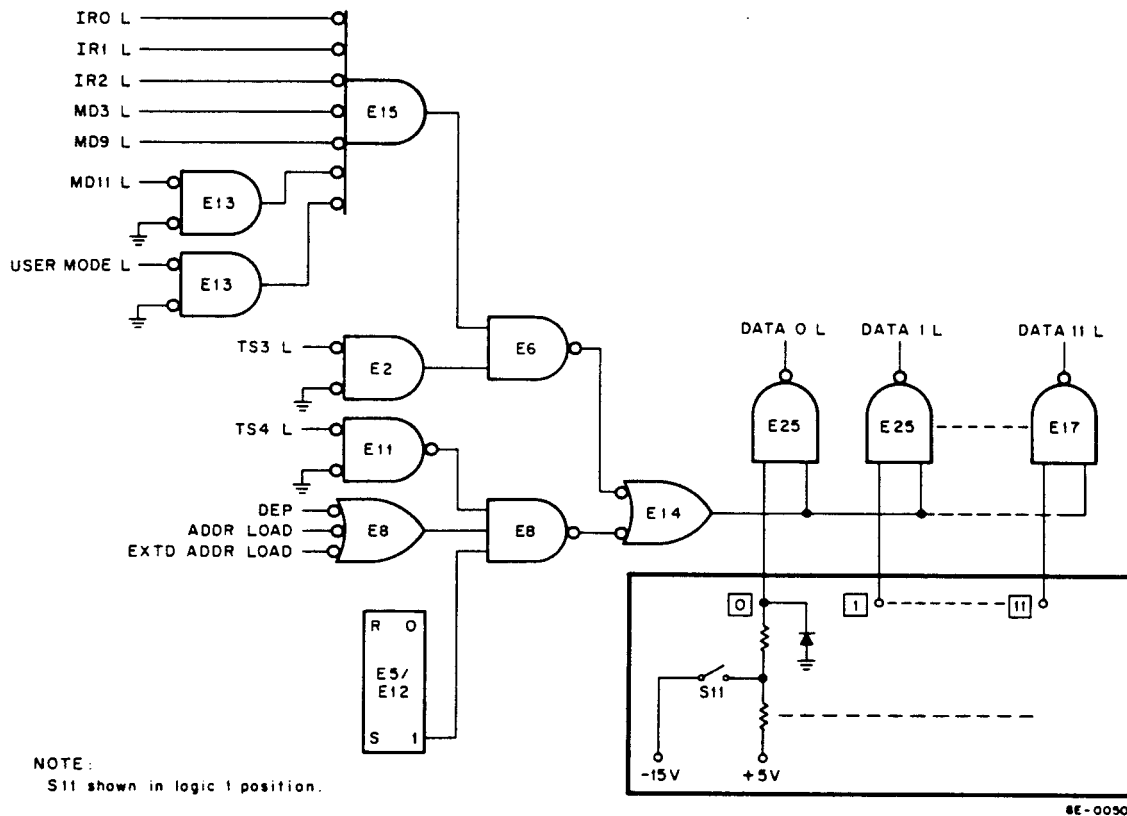 IR0 L
IR1 L
IR2 L
MD3 L
E15
MD9 L
MD11 L
E13
USER MODE L
E13
TS3 L
E2
E6
DATA 0 L
DATA 1 L
DATA 11 L
E25
E25
E17
TS4 L
E11
DEP
ADDR LOAD
EXTD ADDR LOAD
E8
E8
E14
0
1
11
R 0
E5/
E12
S 1
S11
-15V
+5V
NOTE:
S11 shown in logic 1 position.
8E-0050